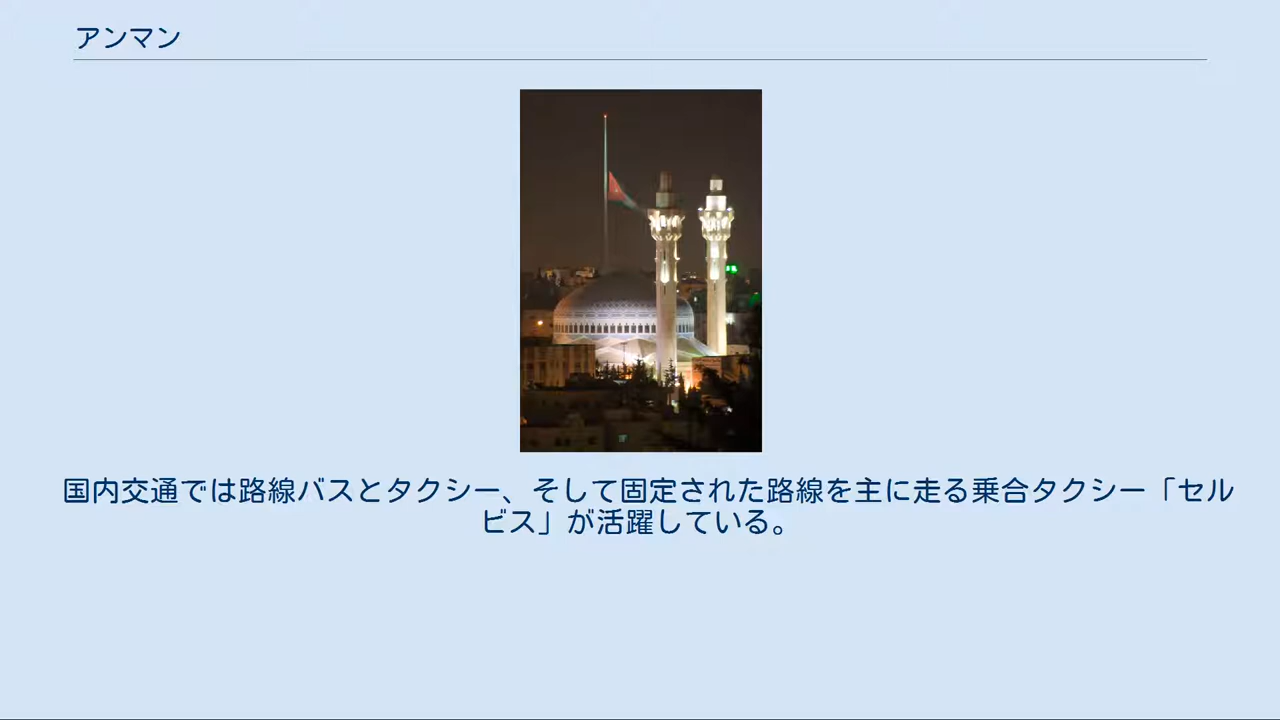 アンマン
国内交通では路線バスとタクシー、そして固定された路線を主に走る乗合タクシー「セル
ビス」が活躍している。